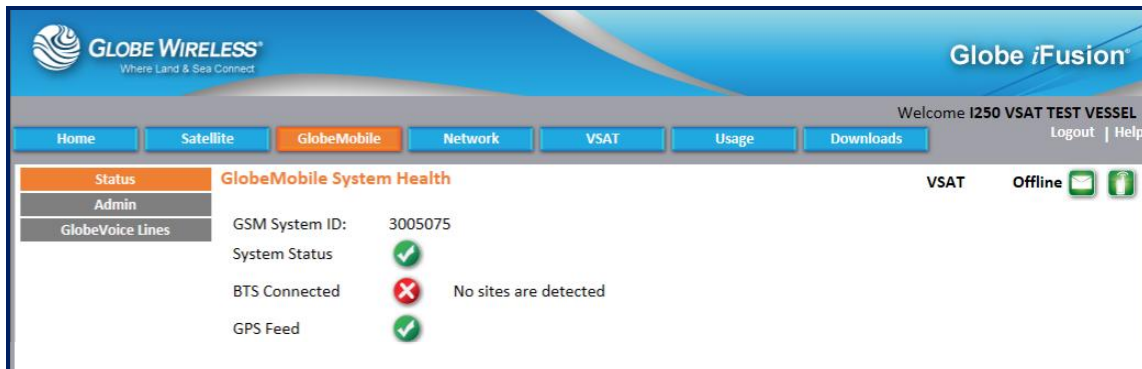 GLOBE WIRELESS®
Where Land & Sea Connect
Globe iFusion®
Welcome I250 VSAT TEST VESSEL
Logout | Help
Home Satellite GlobeMobile Network VSAT Usage Downloads
Status
Admin
GlobeVoice Lines
GlobeMobile System Health
VSAT Offline
GSM System ID: 3005075
System Status
BTS Connected No sites are detected
GPS Feed